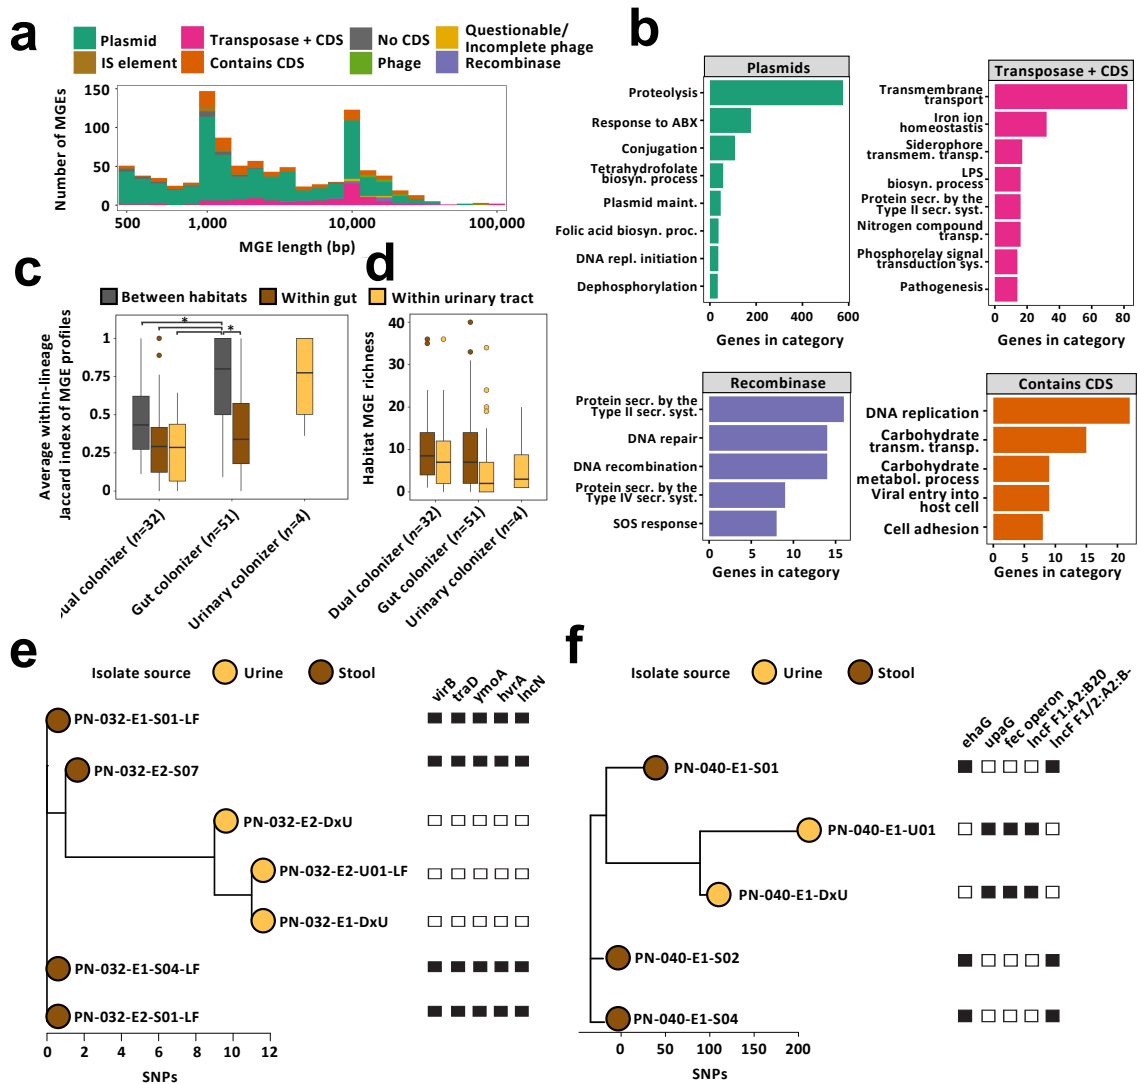 a
Plasmid
Transposase + CDS
No CDS
Questionable/
Incomplete phage
IS element
Contains CDS
Phage
Recombinase
Number of MGEs
150
100
50
0
500
1,000
10,000
100,000
MGE length (bp)
b
Plasmids
Proteolysis
Response to ABX
Conjugation
Tetrahydrofolate
biosyn. process
Plasmid maint.
Folic acid biosyn. proc.
DNA repl. initiation
Dephosphorylation
0 200 400 600
Genes in category
Transposase + CDS
Transmembrane
transport
Iron ion
homeostis
Siderophore
transmem. transp.
LPS
biosyn. process
Protein secr. by the
Type II secr. syst.
Nitrogen compound
transp.
Phosphorelay signal
transduction sys.
Pathogenesis
0 20 40 60 80
Genes in category
Recombinase
Protein secr. by the
Type II secr. syst.
DNA repair
DNA recombination
Protein secr. by the
Type IV secr. syst.
SOS response
0 5 10 15
Genes in category
Contains CDS
DNA replication
Carbohydrate
transm. transp.
Carbohydrate
metabol. process
Viral entry into
host cell
Cell adhesion
0 5 10 15 20
Genes in category
c
d
Between habitats
Within gut
Within urinary tract
Average within-lineage
Jaccard index of MGE profiles
1
0.75
0.5
0.25
0
*
*
ual colonizer (n=32)
Gut colonizer (n=51)
Urinary colonizer (n=4)
Habitat MGE richness
40
30
20
10
0
Dual colonizer (n=32)
Gut colonizer (n=51)
Urinary colonizer (n=4)
e
Isolate source
Urine
Stool
virB
traD
ymoA
hvrA
IncN
PN-032-E1-S01-LF
PN-032-E2-S07
PN-032-E2-DxU
PN-032-E2-U01-LF
PN-032-E1-DxU
PN-032-E1-S04-LF
PN-032-E2-S01-LF
0 2 4 6 8 10 12
SNPs
f
Isolate source
Urine
Stool
ehaG
upaG
fec operon
IncF F1:A2:B20
IncF F1/2:A2:B-
PN-040-E1-S01
PN-040-E1-U01
PN-040-E1-DxU
PN-040-E1-S02
PN-040-E1-S04
0 50 100 150 200
SNPs